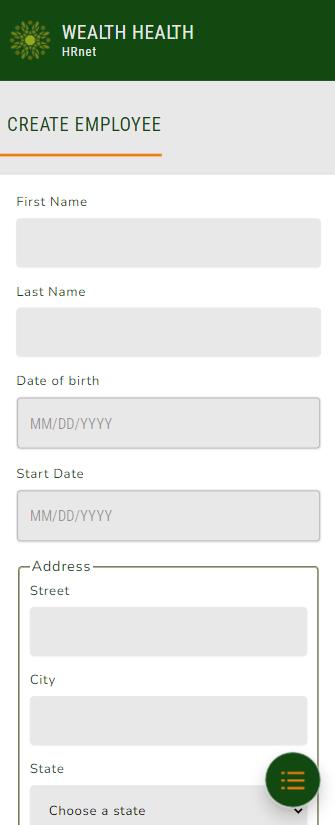 WEALTH HEALTH
HRnet
CREATE EMPLOYEE
First Name
Last Name
Date of birth
MM/DD/YYYY
Start Date
MM/DD/YYYY
Address
Street
City
State
Choose a state